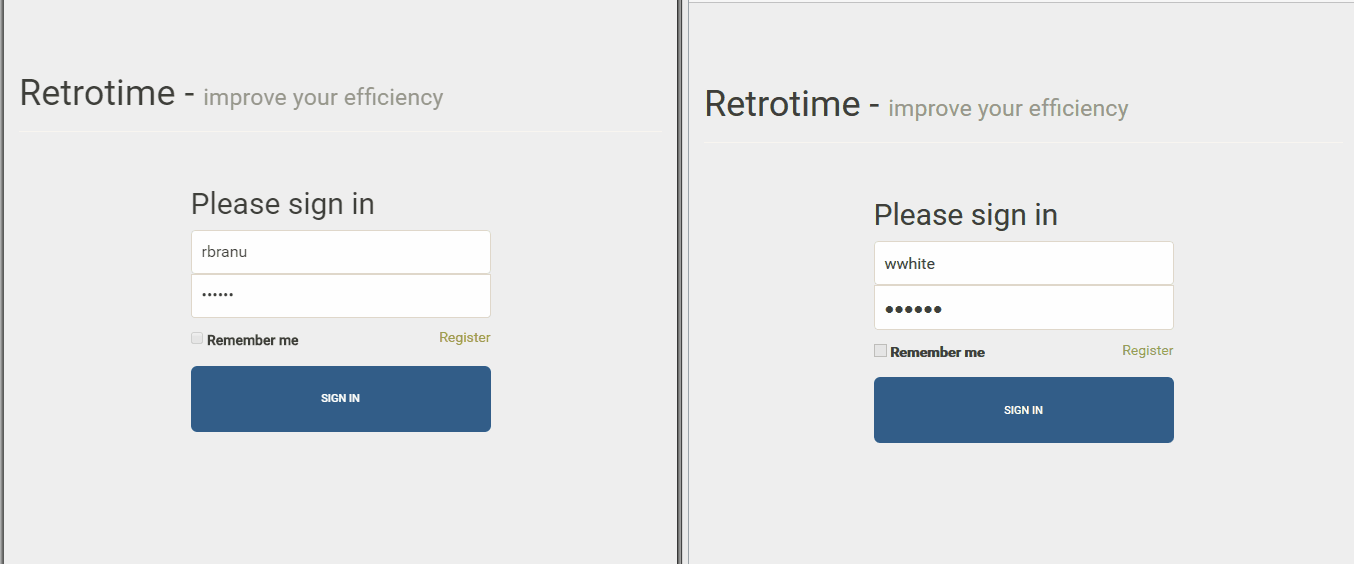 Retrotime - improve your efficiency
Please sign in
rbranu
••••••
Remember me
Register
SIGN IN
Retrotime - improve your efficiency
Please sign in
wwhite
●●●●●●
Remember me
Register
SIGN IN